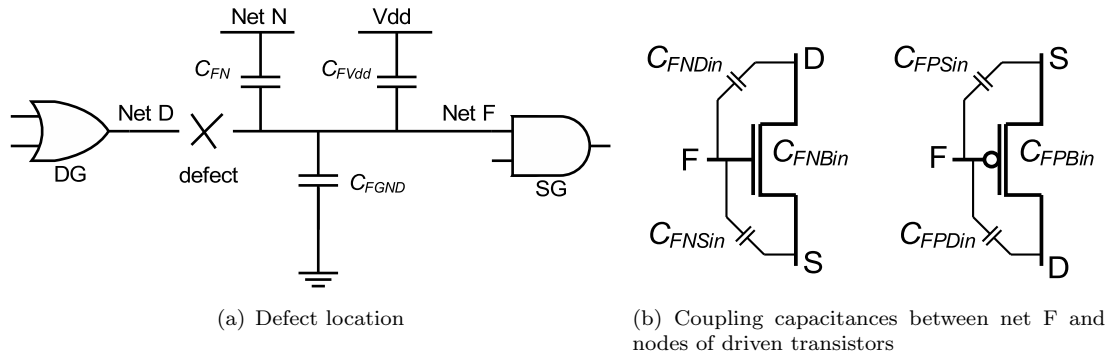 Net N
Vdd
C_FN
C_FVdd
Net D
Net F
DG
defect
SG
C_FGND
(a) Defect location
C_FNDin
D
F
C_FNBin
C_FNSin
S
C_FPSin
S
F
C_FPBin
C_FPDin
D
(b) Coupling capacitances between net F and
nodes of driven transistors